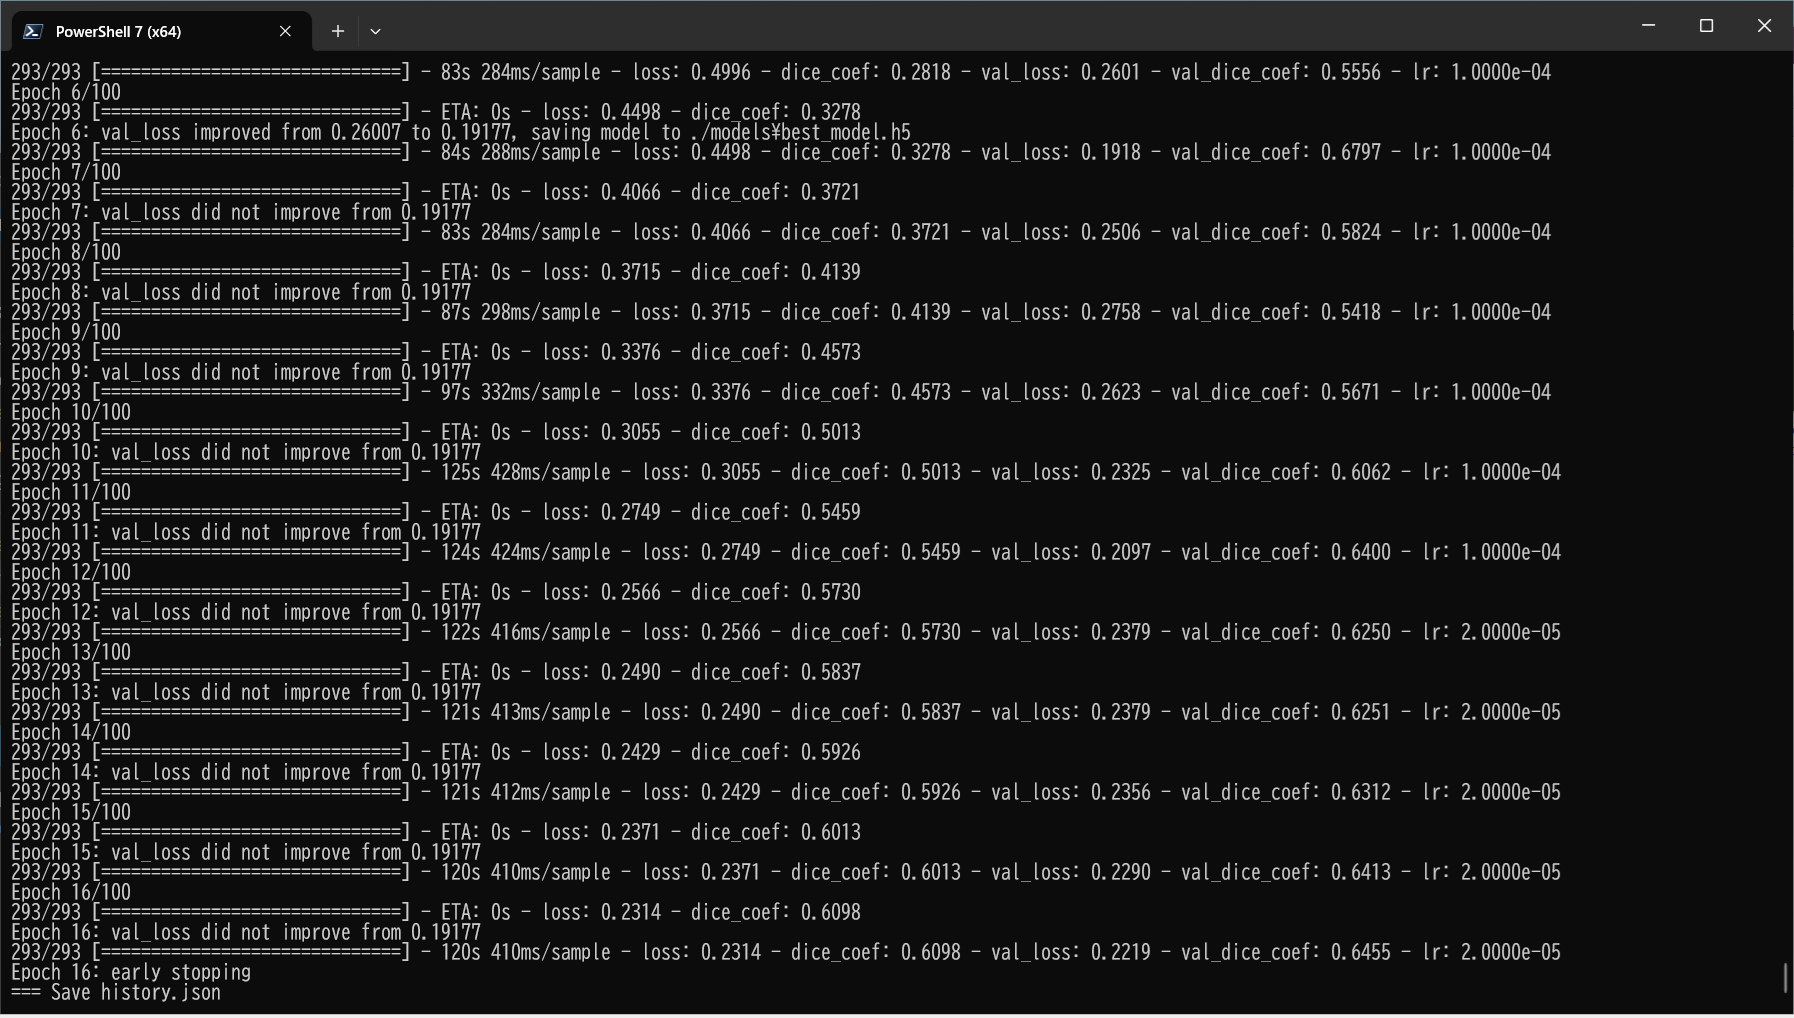 PowerShell 7 (x64)
293/293 [==============================] - 83s 284ms/sample - loss: 0.4996 - dice_coef: 0.2818 - val_loss: 0.2601 - val_dice_coef: 0.5556 - lr: 1.0000e-04
Epoch 6/100
293/293 [==============================] - ETA: 0s - loss: 0.4498 - dice_coef: 0.3278
Epoch 6: val_loss improved from 0.26007 to 0.19177, saving model to ./models¥best_model.h5
293/293 [==============================] - 84s 288ms/sample - loss: 0.4498 - dice_coef: 0.3278 - val_loss: 0.1918 - val_dice_coef: 0.6797 - lr: 1.0000e-04
Epoch 7/100
293/293 [==============================] - ETA: 0s - loss: 0.4066 - dice_coef: 0.3721
Epoch 7: val_loss did not improve from 0.19177
293/293 [==============================] - 83s 284ms/sample - loss: 0.4066 - dice_coef: 0.3721 - val_loss: 0.2506 - val_dice_coef: 0.5824 - lr: 1.0000e-04
Epoch 8/100
293/293 [==============================] - ETA: 0s - loss: 0.3715 - dice_coef: 0.4139
Epoch 8: val_loss did not improve from 0.19177
293/293 [==============================] - 87s 298ms/sample - loss: 0.3715 - dice_coef: 0.4139 - val_loss: 0.2758 - val_dice_coef: 0.5418 - lr: 1.0000e-04
Epoch 9/100
293/293 [==============================] - ETA: 0s - loss: 0.3376 - dice_coef: 0.4573
Epoch 9: val_loss did not improve from 0.19177
293/293 [==============================] - 97s 332ms/sample - loss: 0.3376 - dice_coef: 0.4573 - val_loss: 0.2623 - val_dice_coef: 0.5671 - lr: 1.0000e-04
Epoch 10/100
293/293 [==============================] - ETA: 0s - loss: 0.3055 - dice_coef: 0.5013
Epoch 10: val_loss did not improve from 0.19177
293/293 [==============================] - 125s 428ms/sample - loss: 0.3055 - dice_coef: 0.5013 - val_loss: 0.2325 - val_dice_coef: 0.6062 - lr: 1.0000e-04
Epoch 11/100
293/293 [==============================] - ETA: 0s - loss: 0.2749 - dice_coef: 0.5459
Epoch 11: val_loss did not improve from 0.19177
293/293 [==============================] - 124s 424ms/sample - loss: 0.2749 - dice_coef: 0.5459 - val_loss: 0.2097 - val_dice_coef: 0.6400 - lr: 1.0000e-04
Epoch 12/100
293/293 [==============================] - ETA: 0s - loss: 0.2566 - dice_coef: 0.5730
Epoch 12: val_loss did not improve from 0.19177
293/293 [==============================] - 122s 416ms/sample - loss: 0.2566 - dice_coef: 0.5730 - val_loss: 0.2379 - val_dice_coef: 0.6250 - lr: 2.0000e-05
Epoch 13/100
293/293 [==============================] - ETA: 0s - loss: 0.2490 - dice_coef: 0.5837
Epoch 13: val_loss did not improve from 0.19177
293/293 [==============================] - 121s 413ms/sample - loss: 0.2490 - dice_coef: 0.5837 - val_loss: 0.2379 - val_dice_coef: 0.6251 - lr: 2.0000e-05
Epoch 14/100
293/293 [==============================] - ETA: 0s - loss: 0.2429 - dice_coef: 0.5926
Epoch 14: val_loss did not improve from 0.19177
293/293 [==============================] - 121s 412ms/sample - loss: 0.2429 - dice_coef: 0.5926 - val_loss: 0.2356 - val_dice_coef: 0.6312 - lr: 2.0000e-05
Epoch 15/100
293/293 [==============================] - ETA: 0s - loss: 0.2371 - dice_coef: 0.6013
Epoch 15: val_loss did not improve from 0.19177
293/293 [==============================] - 120s 410ms/sample - loss: 0.2371 - dice_coef: 0.6013 - val_loss: 0.2290 - val_dice_coef: 0.6413 - lr: 2.0000e-05
Epoch 16/100
293/293 [==============================] - ETA: 0s - loss: 0.2314 - dice_coef: 0.6098
Epoch 16: val_loss did not improve from 0.19177
293/293 [==============================] - 120s 410ms/sample - loss: 0.2314 - dice_coef: 0.6098 - val_loss: 0.2219 - val_dice_coef: 0.6455 - lr: 2.0000e-05
Epoch 16: early stopping
=== Save history.json